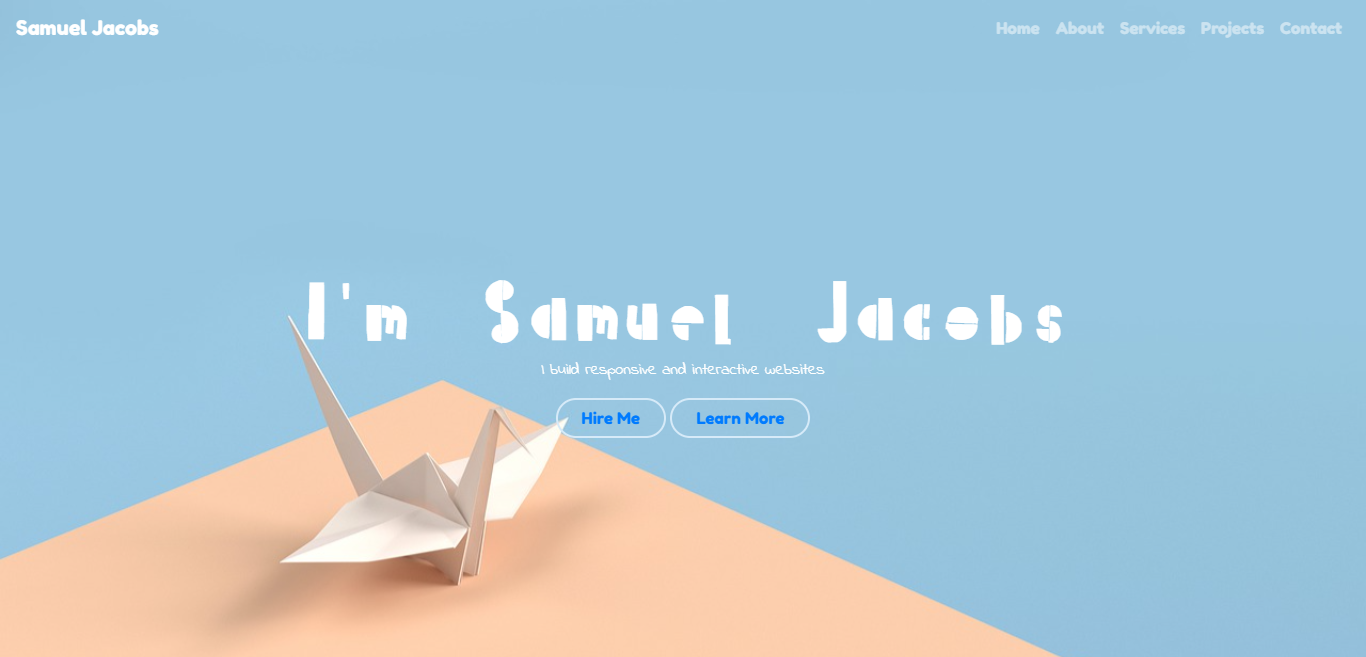 Samuel Jacobs
Home About Services Projects Contact
I'm Samuel Jacobs
I build responsive and interactive websites
Hire Me Learn More